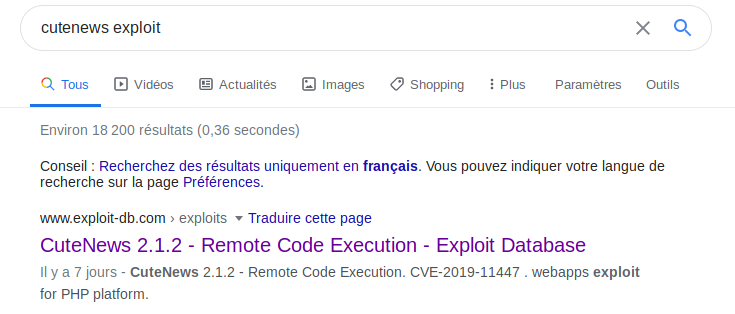 cutenews exploit
Tous Vidéos Actualités Images Shopping Plus Paramètres Outils
Environ 18 200 résultats (0,36 secondes)
Conseil : Recherchez des résultats uniquement en français. Vous pouvez indiquer votre langue de
recherche sur la page Préférences.
www.exploit-db.com › exploits ▼ Traduire cette page
CuteNews 2.1.2 - Remote Code Execution - Exploit Database
Il y a 7 jours - CuteNews 2.1.2 - Remote Code Execution. CVE-2019-11447 . webapps exploit
for PHP platform.